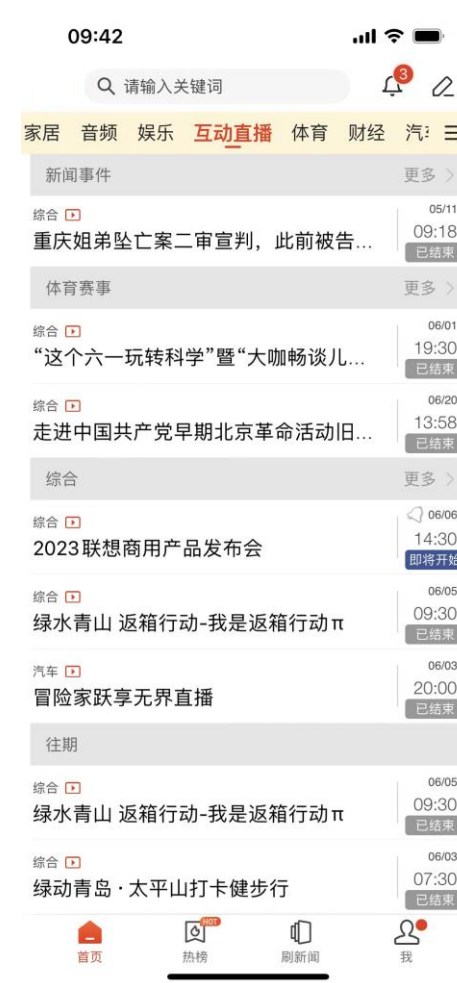 09:42
请输入关键词
3
家居 音频 娱乐 互动直播 体育 财经 汽
新闻事件 更多
综合 05/11
重庆姐弟坠亡案二审宣判，此前被告... 09:18
已结束
体育赛事 更多
综合 06/01
“这个六一玩转科学”暨“大咖畅谈儿... 19:30
已结束
综合 06/20
走进中国共产党早期北京革命活动旧... 13:58
已结束
综合 更多
综合 06/06
2023联想商用产品发布会 14:30
即将开始
综合 06/05
绿水青山 返箱行动-我是返箱行动π 09:30
已结束
汽车 06/03
冒险家跃享无界直播 20:00
已结束
往期
综合 06/05
绿水青山 返箱行动-我是返箱行动π 09:30
已结束
综合 06/03
绿动青岛·太平山打卡健步行 07:30
已结束
HOT
首页 热榜 刷新闻 我